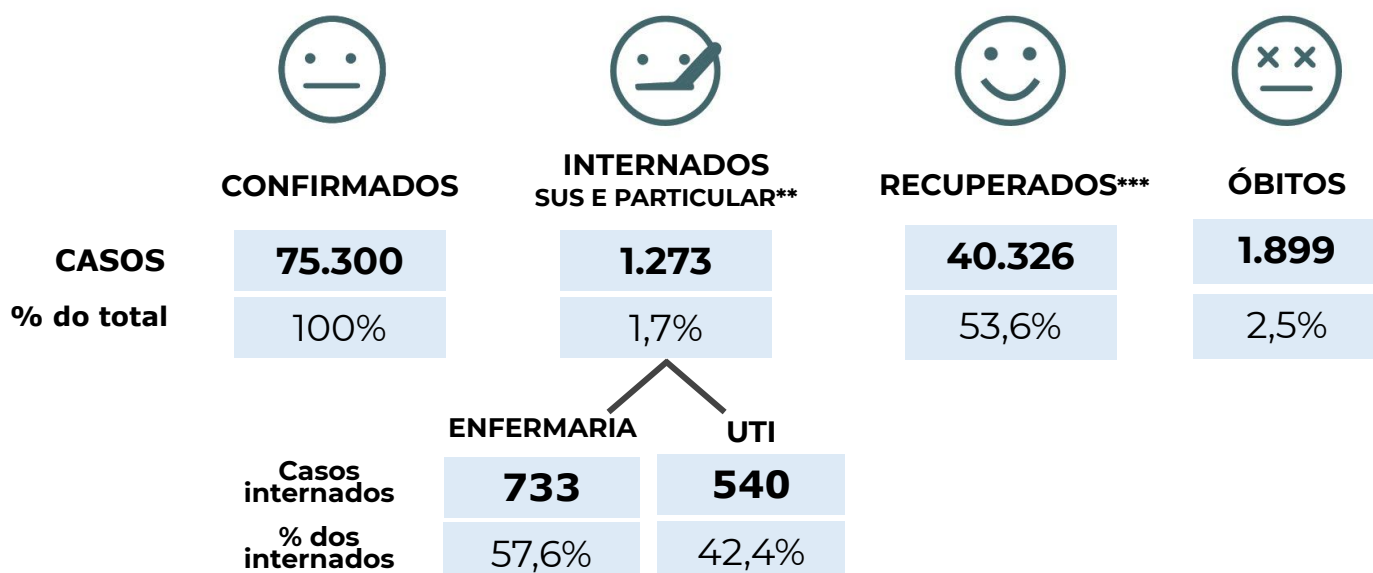 CONFIRMADOS
INTERNADOS
SUS E PARTICULAR**
RECUPERADOS***
ÓBITOS
CASOS
75.300
1.273
40.326
1.899
% do total
100%
1,7%
53,6%
2,5%
ENFERMARIA
UTI
Casos
internados
733
540
% dos
internados
57,6%
42,4%